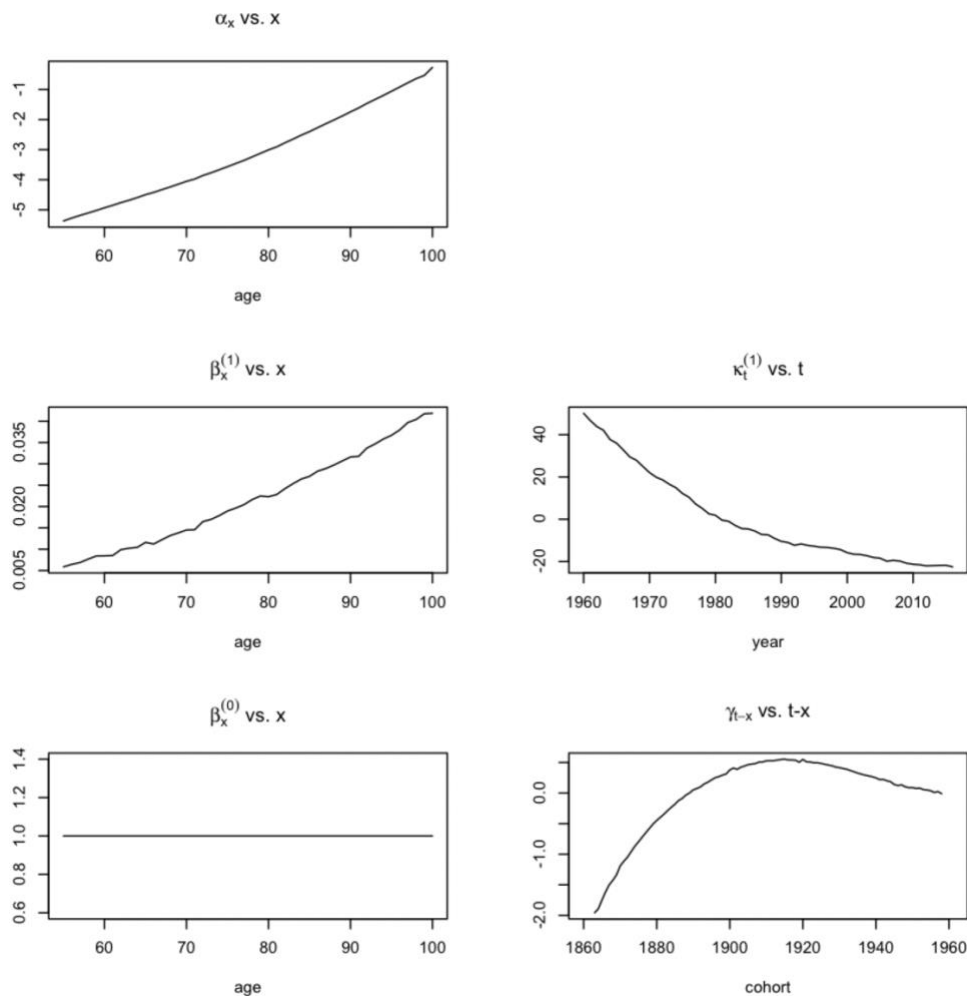 αₓ vs. x
-1
-2
-3
-4
-5
60 70 80 90 100
age
βₓ⁽¹⁾ vs. x
0.035
0.020
0.005
60 70 80 90 100
age
κₜ⁽¹⁾ vs. t
40
20
0
-20
1960 1970 1980 1990 2000 2010
year
βₓ⁽⁰⁾ vs. x
1.4
1.2
1.0
0.8
0.6
60 70 80 90 100
age
γₜ₋ₓ vs. t-x
0.0
-1.0
-2.0
1860 1880 1900 1920 1940 1960
cohort